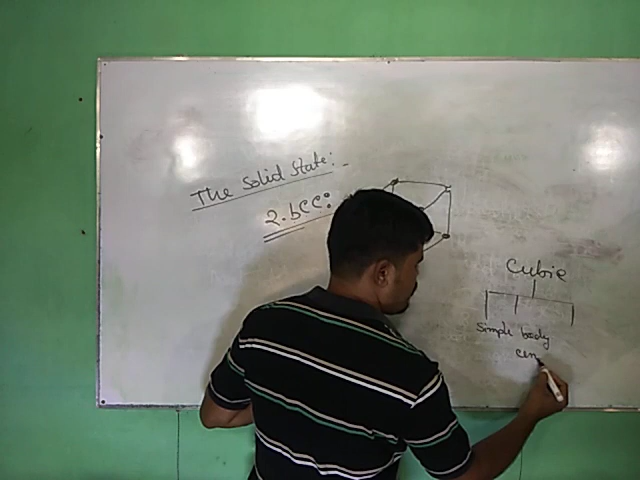 The Solid State:-
2. bCC:
Cubic
Simple body
cen